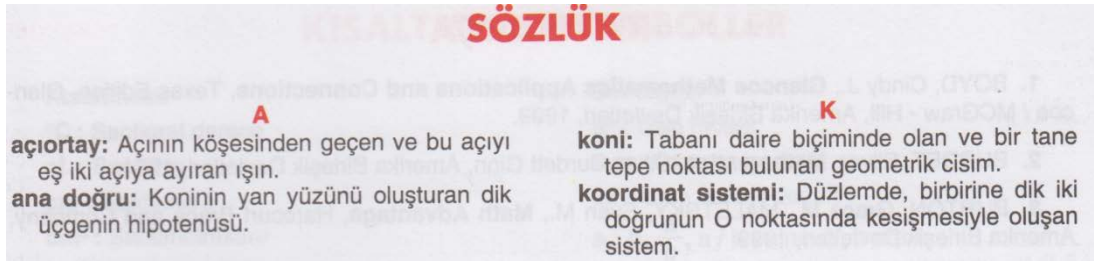 SÖZLÜK
A
açıortay: Açının köşesinden geçen ve bu açıyı
eş iki açıya ayıran ışın.
ana doğru: Koninin yan yüzünü oluşturan dik
üçgenin hipotenüsü.
K
koni: Tabanı daire biçiminde olan ve bir tane
tepe noktası bulunan geometrik cisim.
koordinat sistemi: Düzlemde, birbirine dik iki
doğrunun O noktasında kesişmesiyle oluşan
sistem.